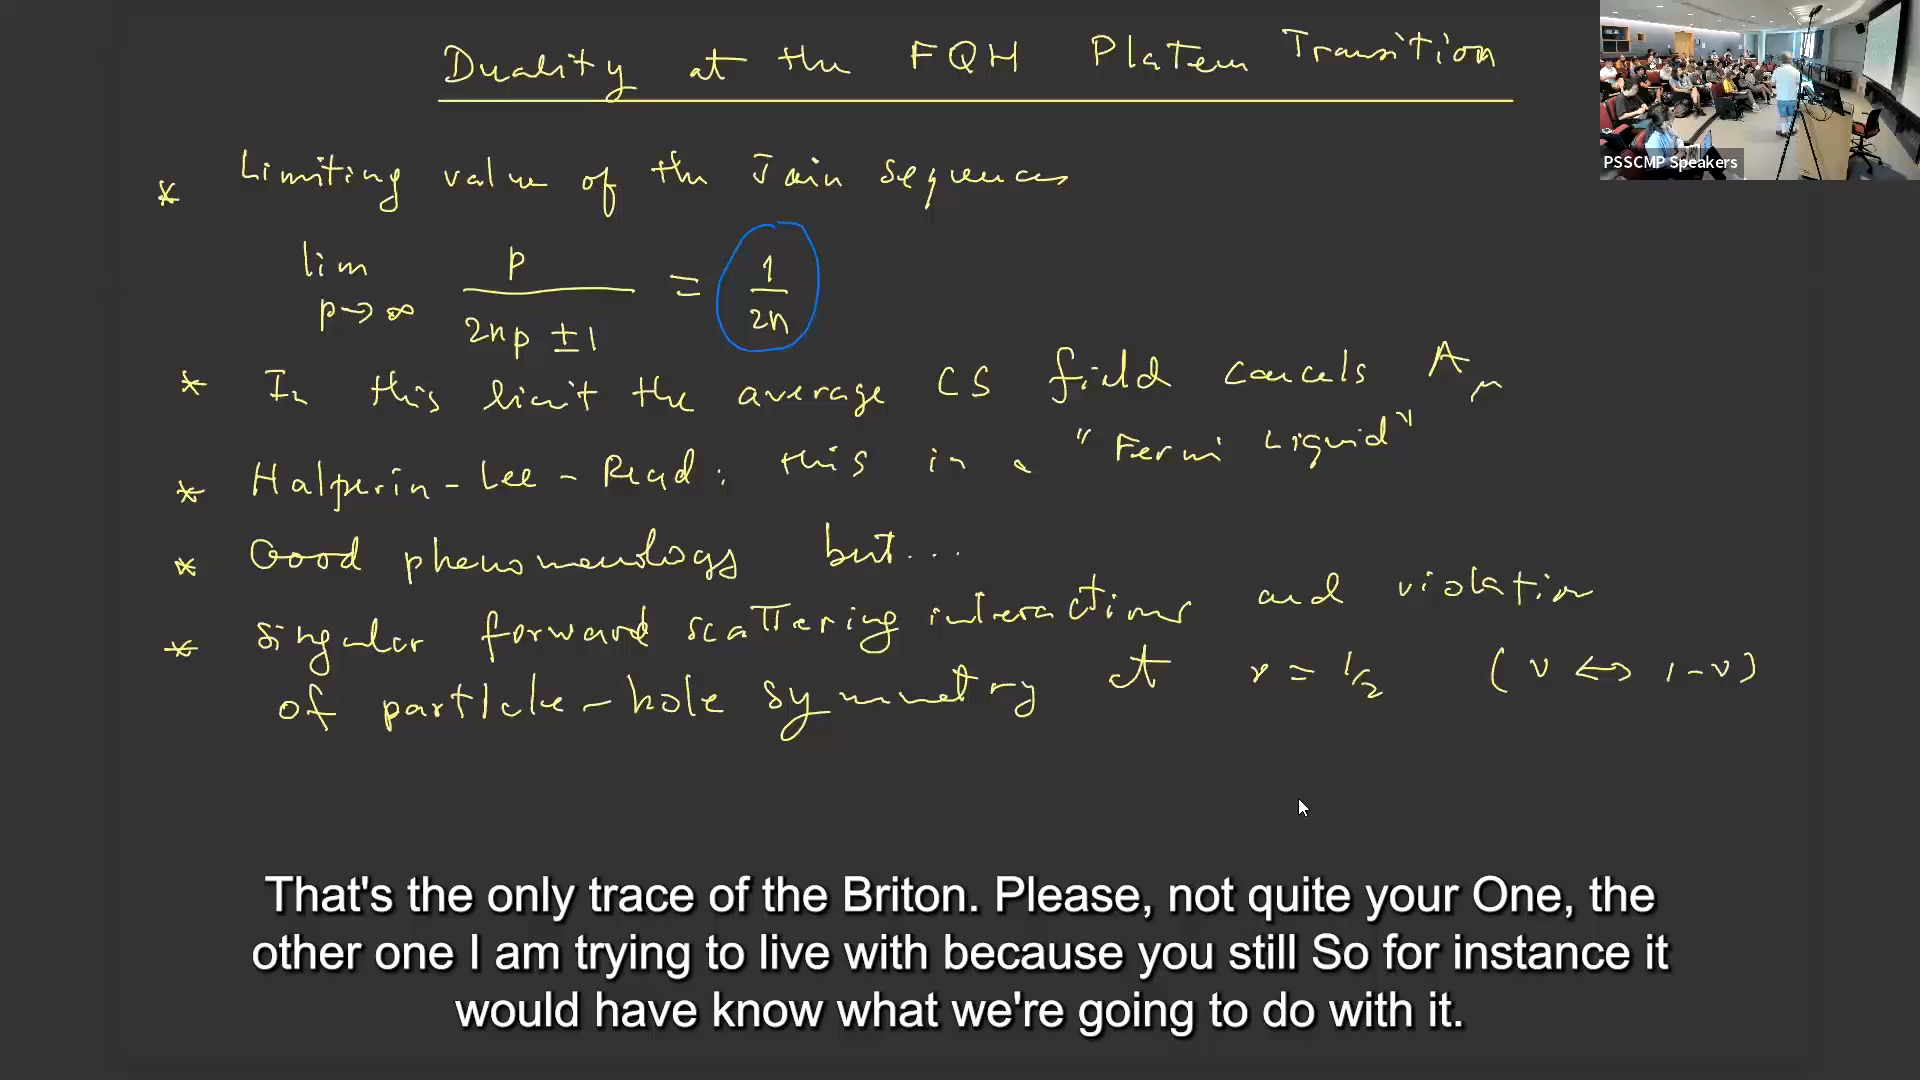 Duality at the FQH Plateau Transition
* Limiting value of the Jain sequences
lim p→∞ p / 2np ± 1 = 1 / 2n
* In this limit the average CS field cancels Aμ
* Halperin-Lee-Read: this is a "Fermi Liquid"
* Good phenomenology but...
* Singular forward scattering interactions and violation
of particle-hole symmetry at ν = 1/2 (ν ↔ 1-ν)
PSSCMP Speakers
That's the only trace of the Briton. Please, not quite your One, the
other one I am trying to live with because you still So for instance it
would have know what we're going to do with it.